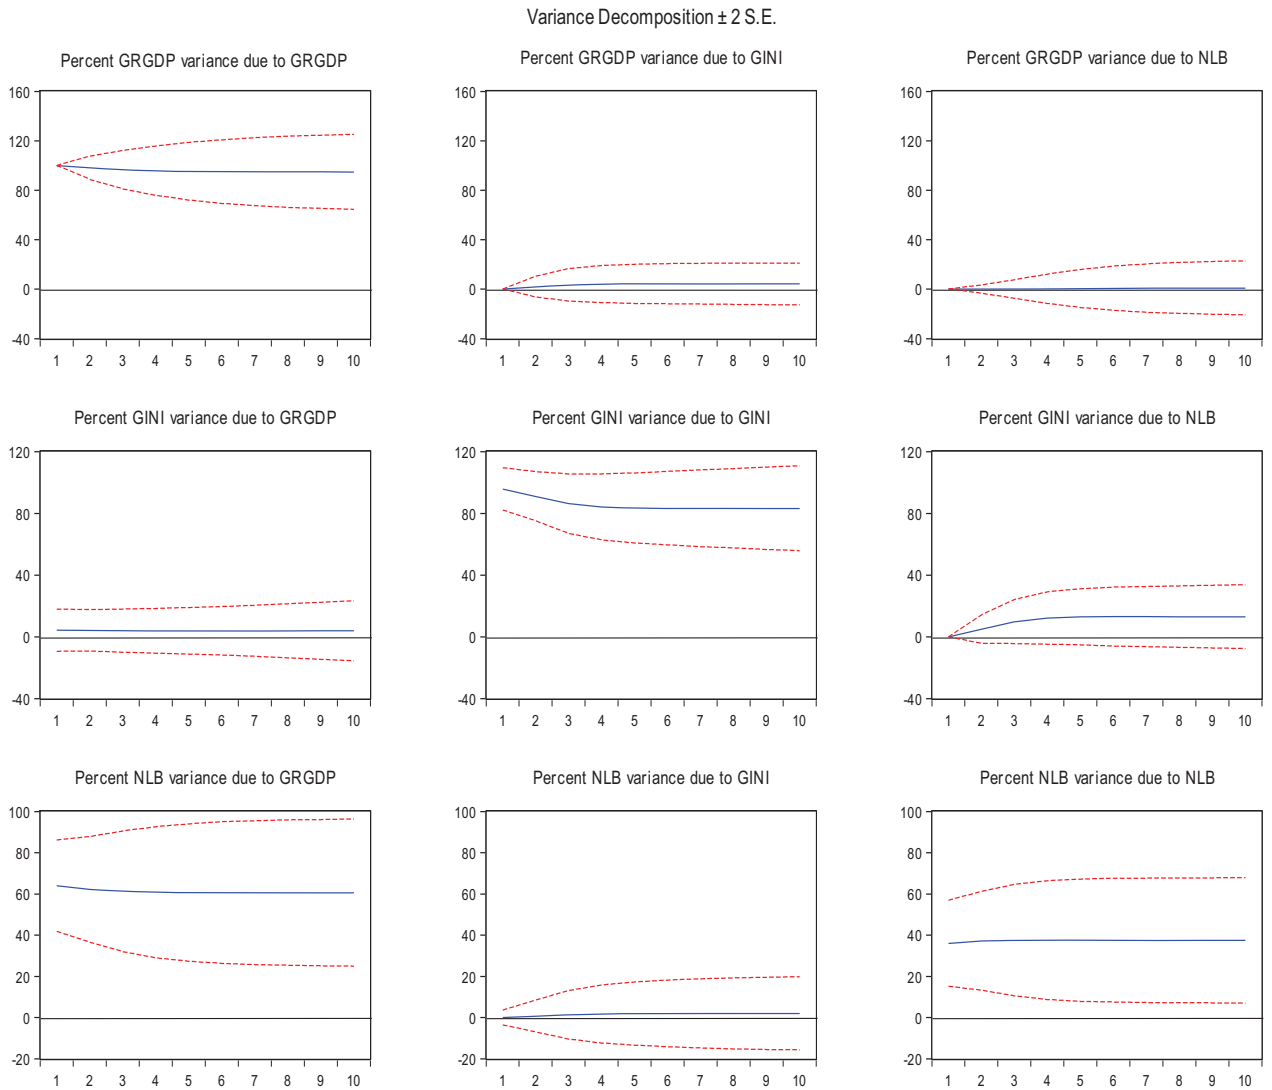 Variance Decomposition ± 2 S.E.
Percent GRGDP variance due to GRGDP
160
120
80
40
0
-40
1 2 3 4 5 6 7 8 9 10
Percent GRGDP variance due to GINI
160
120
80
40
0
-40
1 2 3 4 5 6 7 8 9 10
Percent GRGDP variance due to NLB
160
120
80
40
0
-40
1 2 3 4 5 6 7 8 9 10
Percent GINI variance due to GRGDP
120
80
40
0
-40
1 2 3 4 5 6 7 8 9 10
Percent GINI variance due to GINI
120
80
40
0
-40
1 2 3 4 5 6 7 8 9 10
Percent GINI variance due to NLB
120
80
40
0
-40
1 2 3 4 5 6 7 8 9 10
Percent NLB variance due to GRGDP
100
80
60
40
20
0
-20
1 2 3 4 5 6 7 8 9 10
Percent NLB variance due to GINI
100
80
60
40
20
0
-20
1 2 3 4 5 6 7 8 9 10
Percent NLB variance due to NLB
100
80
60
40
20
0
-20
1 2 3 4 5 6 7 8 9 10